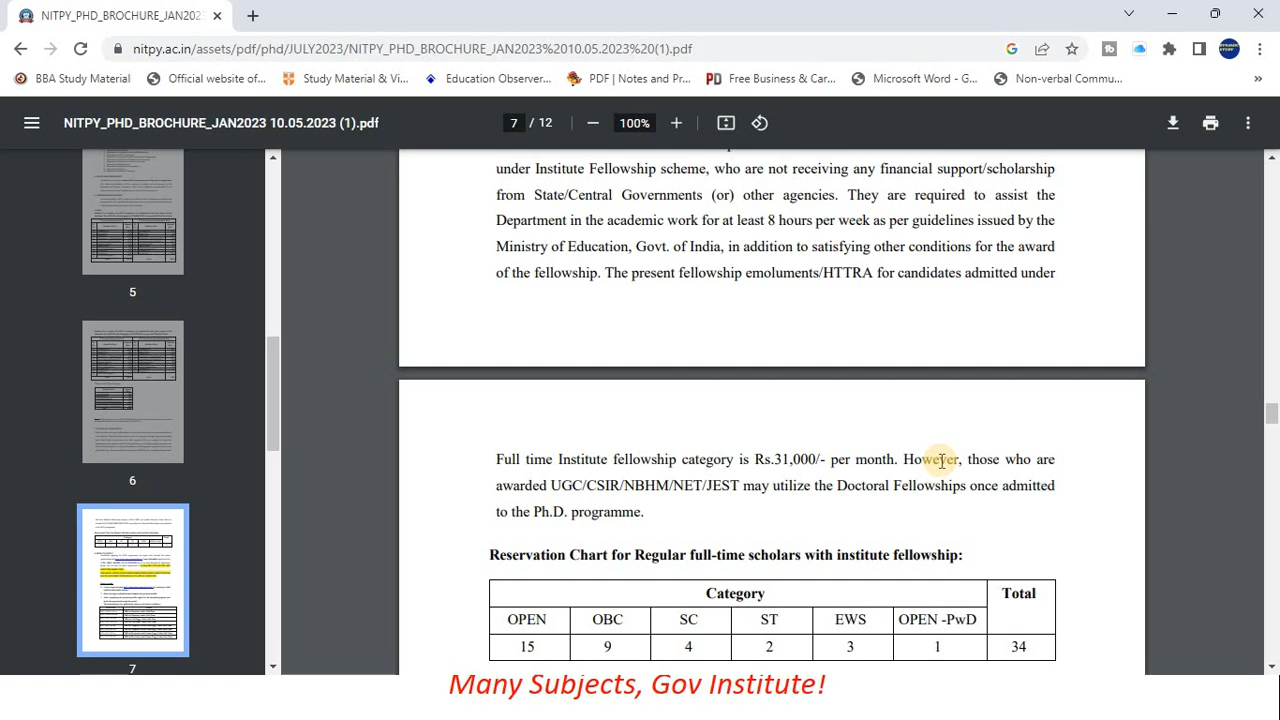 NITPY_PHD_BROCHURE_JAN202
nitpy.ac.in/assets/pdf/phd/JULY2023/NITPY_PHD_BROCHURE_JAN2023%2010.05.2023%20(1).pdf
BBA Study Material
Official website of...
Study Material & Vi...
Education Observer...
PDF | Notes and Pr...
PD Free Business & Car...
Microsoft Word - G...
Non-verbal Commu...
»
NITPY_PHD_BROCHURE_JAN2023 10.05.2023 (1).pdf
7 / 12
100%
5
6
7
under Institute Fellowship scheme, who are not receiving any financial support/scholarship
from State/Central Governments (or) other agencies. They are required to assist the
Department in the academic work for at least 8 hours per week as per guidelines issued by the
Ministry of Education, Govt. of India, in addition to satisfying other conditions for the award
of the fellowship. The present fellowship emoluments/HTTRA for candidates admitted under
Full time Institute fellowship category is Rs.31,000/- per month. However, those who are
awarded UGC/CSIR/NBHM/NET/JEST may utilize the Doctoral Fellowships once admitted
to the Ph.D. programme.
Reservation Chart for Regular full-time scholars with institute fellowship:
Category Total
OPEN OBC SC ST EWS OPEN -PwD
15 9 4 2 3 1 34
Many Subjects, Gov Institute!